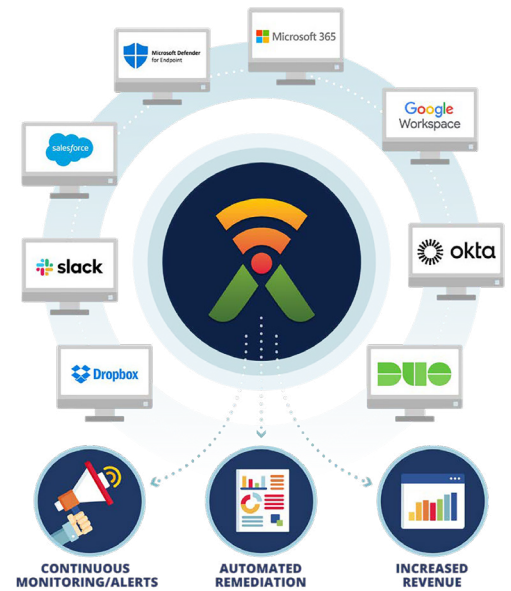 Microsoft 365
Microsoft Defender
for Endpoint
Google
Workspace
salesforce
slack
okta
Dropbox
DUO
CONTINUOUS
MONITORING/ALERTS
AUTOMATED
REMEDIATION
INCREASED
REVENUE